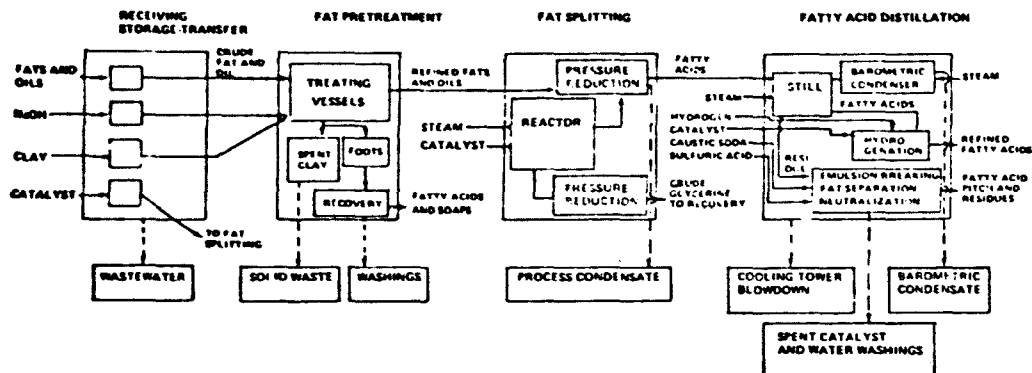 RECEIVING
STORAGE-TRANSFER
FAT PRETREATMENT
FAT SPLITTING
FATTY ACID DISTILLATION
FATS AND
OILS
NaOH
CLAY
CATALYST
CRUDE
FAT AND
OIL
TO FAT
SPLITTING
WASTEWATER
TREATING
VESSELS
SPENT
CLAY
FOOTS
RECOVERY
REFINED FATS
AND OILS
FATTY ACIDS
AND SOAPS
SOLID WASTE
WASHINGS
STEAM
CATALYST
REACTOR
PRESSURE
REDUCTION
PRESSURE
REDUCTION
FATTY
ACIDS
CRUDE
GLYCERINE
TO RECOVERY
PROCESS CONDENSATE
STEAM
HYDROGEN
CATALYST
CAUSTIC SODA
SULFURIC ACID
STILL
BAROMETRIC
CONDENSER
FATTY ACIDS
HYDRO
GENATION
EMULSION BREAKING
FAT SEPARATION
NEUTRALIZATION
STEAM
REFINED
FATTY ACIDS
FATTY ACID
PITCH AND
RESIDUES
COOLING TOWER
BLOWDOWN
BAROMETRIC
CONDENSATE
SPENT CATALYST
AND WATER WASHINGS